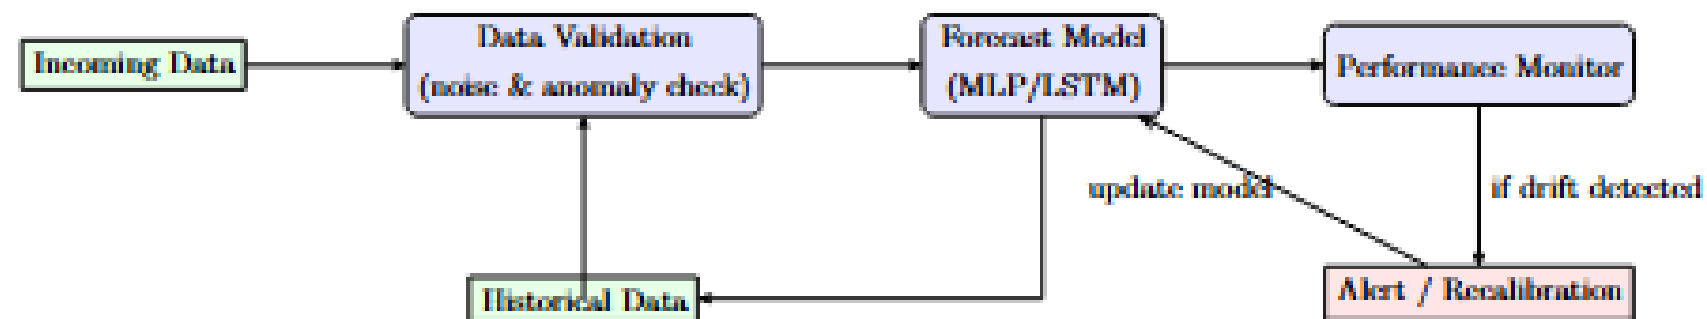 Incoming Data
Data Validation
(noise & anomaly check)
Forecast Model
(MLP/LSTM)
Performance Monitor
update model
if drift detected
Historical Data
Alert / Recalibration